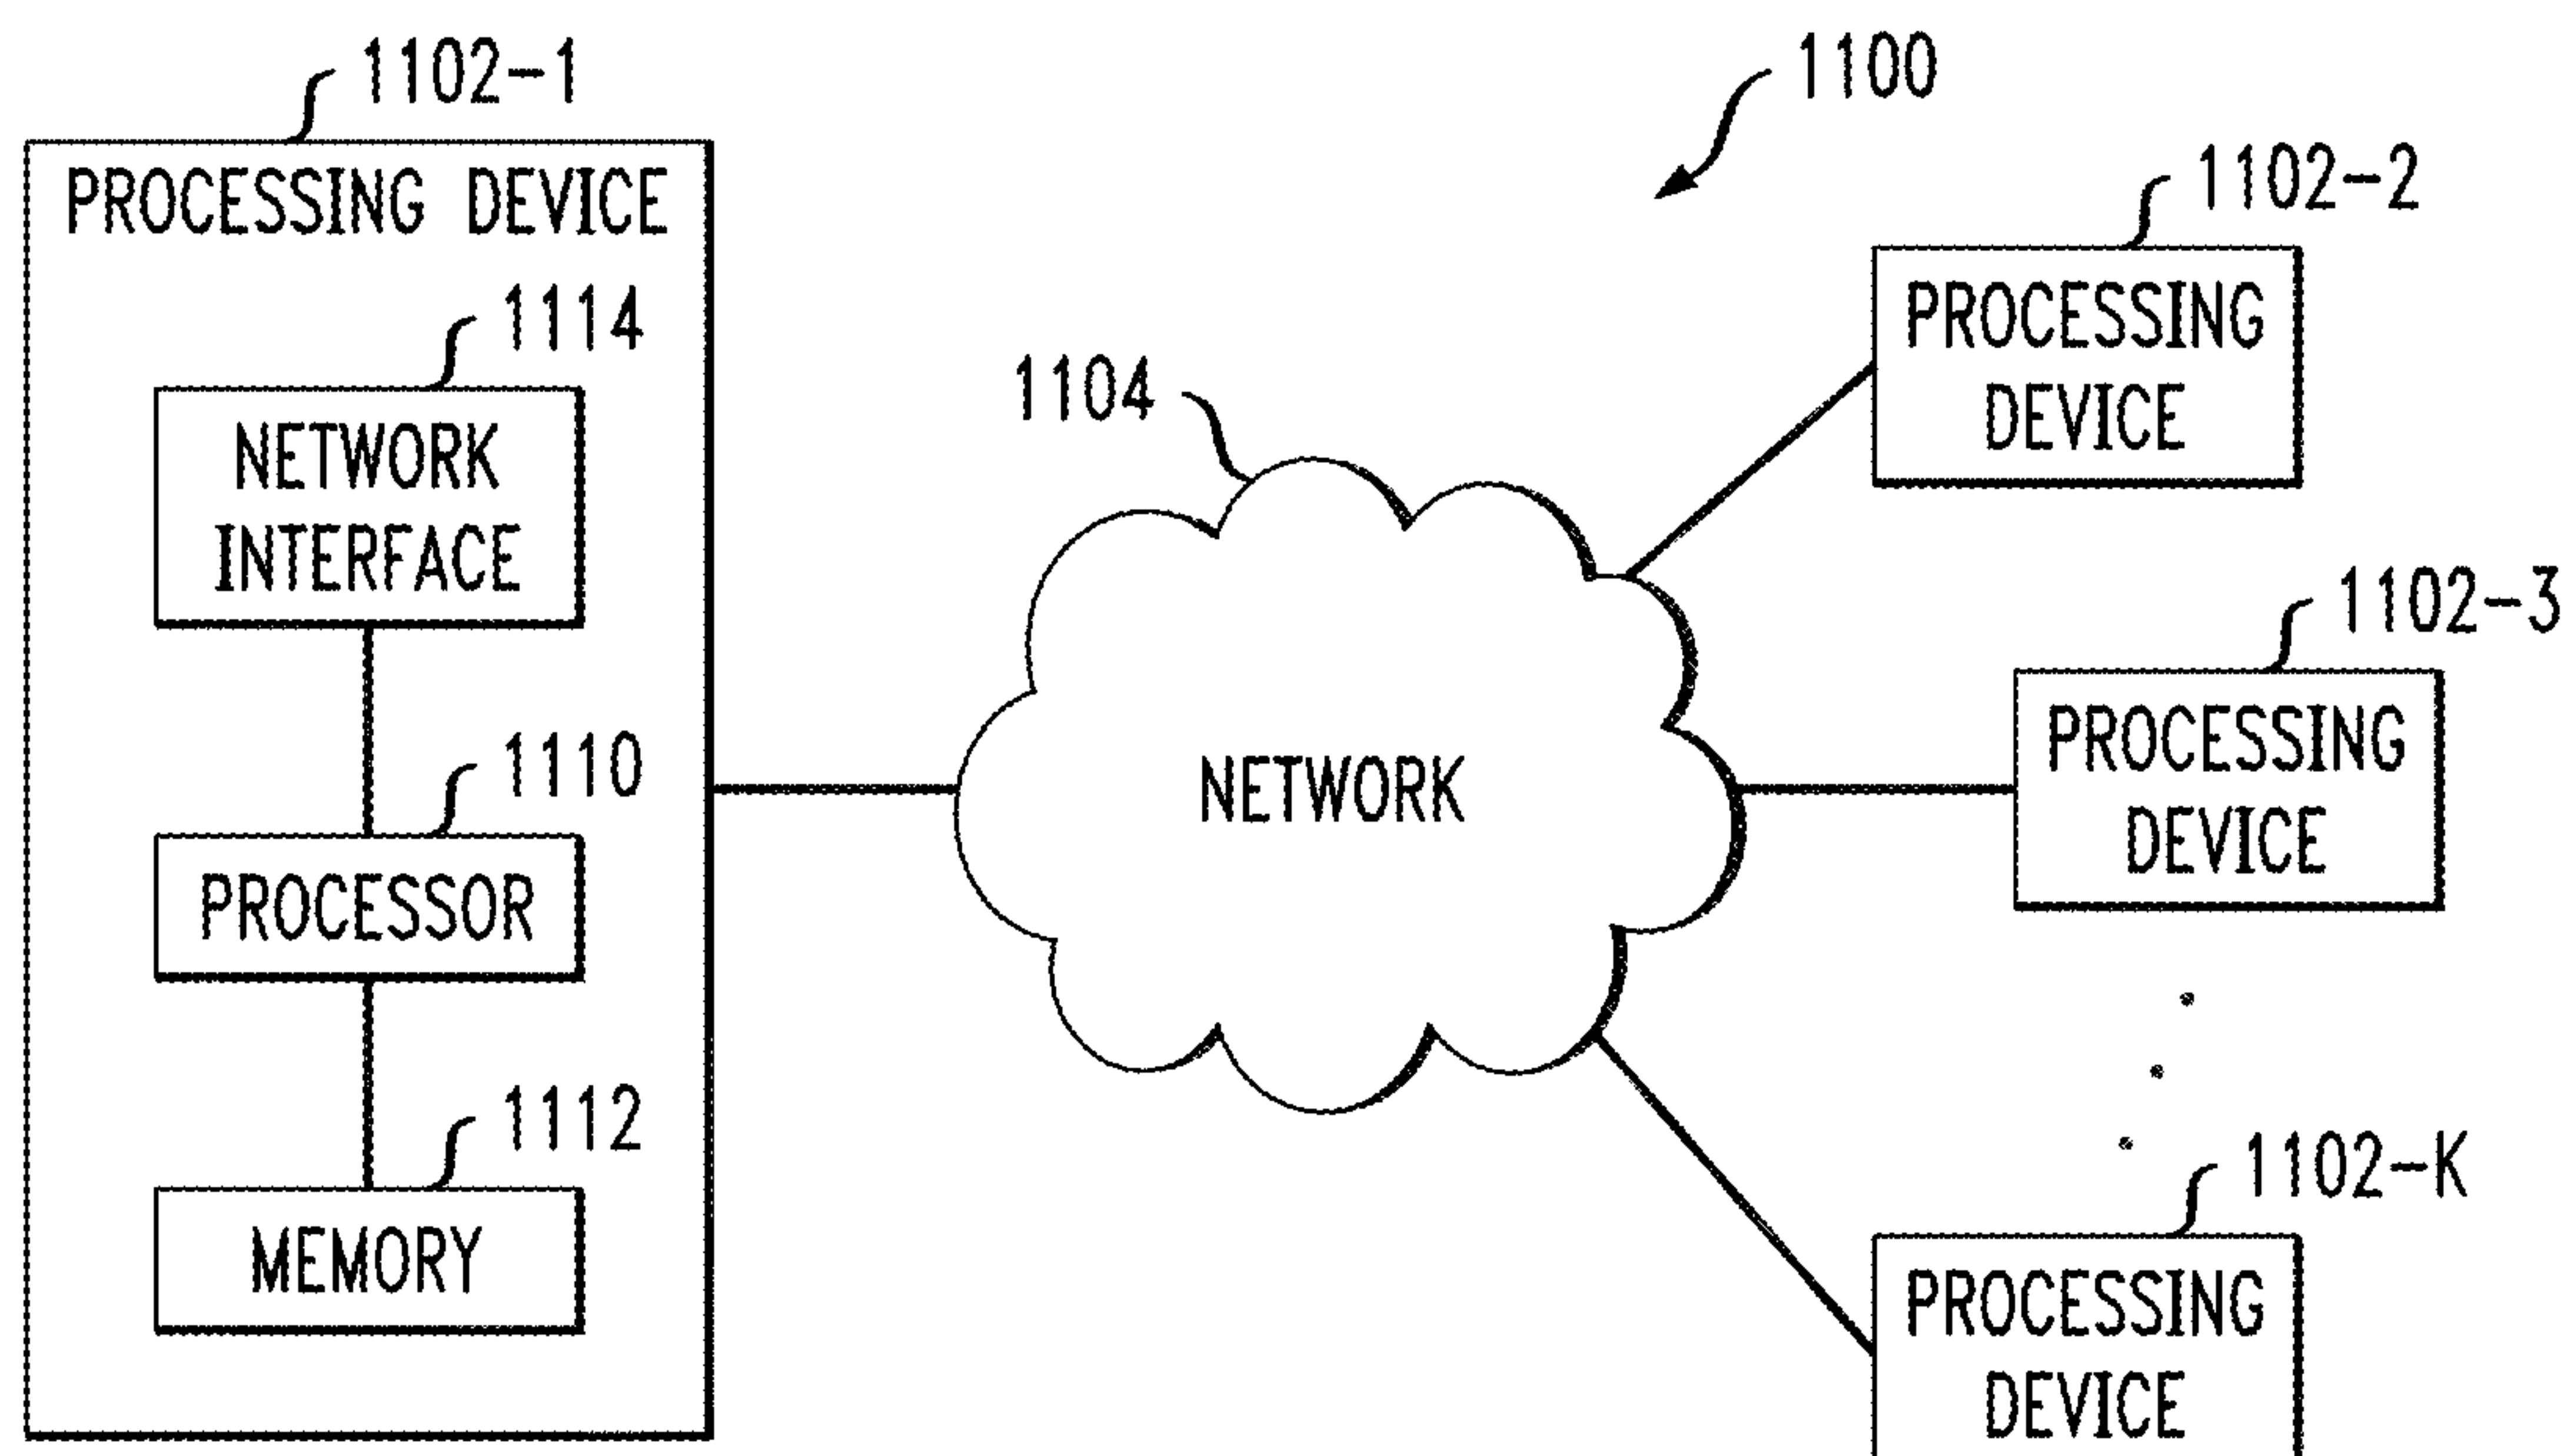 1102-1
PROCESSING DEVICE
1114
NETWORK
INTERFACE
1110
PROCESSOR
1112
MEMORY
1104
NETWORK
1100
1102-2
PROCESSING
DEVICE
1102-3
PROCESSING
DEVICE
1102-K
PROCESSING
DEVICE